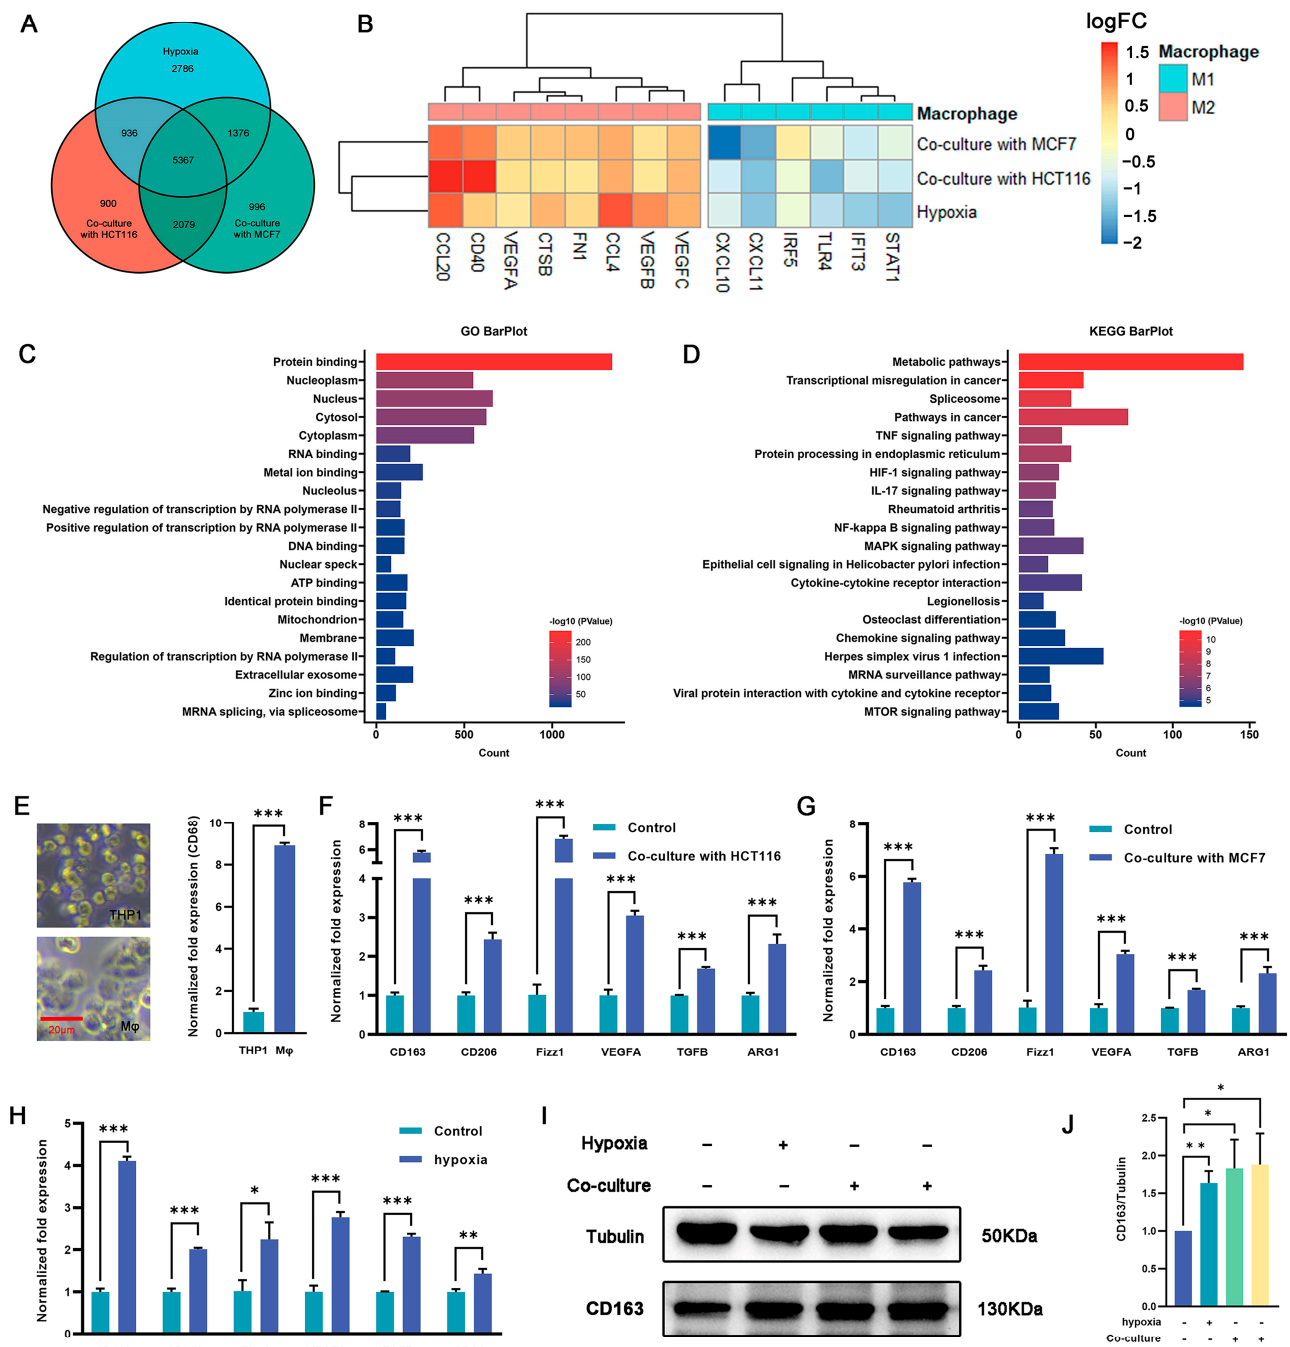 A
Hypoxia
2786
936
1376
5367
900
Co-culture
with HCT116
2079
996
Co-culture
with MCF7
B
Macrophage
Co-culture with MCF7
Co-culture with HCT116
Hypoxia
CCL20
CD40
VEGFA
CTSB
FN1
CCL4
VEGFB
VEGFC
CXCL10
CXCL11
IRF5
TLR4
IFIT3
STAT1
logFC
1.5
1
0.5
0
−0.5
−1
−1.5
−2
Macrophage
M1
M2
C
GO BarPlot
Protein binding
Nucleoplasm
Nucleus
Cytosol
Cytoplasm
RNA binding
Metal ion binding
Nucleolus
Negative regulation of transcription by RNA polymerase II
Positive regulation of transcription by RNA polymerase II
DNA binding
Nuclear speck
ATP binding
Identical protein binding
Mitochondrion
Membrane
Regulation of transcription by RNA polymerase II
Extracellular exosome
Zinc ion binding
MRNA splicing, via spliceosome
-log10 (PValue)
200
150
100
50
0
500
1000
Count
D
KEGG BarPlot
Metabolic pathways
Transcriptional misregulation in cancer
Spliceosome
Pathways in cancer
TNF signaling pathway
Protein processing in endoplasmic reticulum
HIF-1 signaling pathway
IL-17 signaling pathway
Rheumatoid arthritis
NF-kappa B signaling pathway
MAPK signaling pathway
Epithelial cell signaling in Helicobacter pylori infection
Cytokine-cytokine receptor interaction
Legionellosis
Osteoclast differentiation
Chemokine signaling pathway
Herpes simplex virus 1 infection
MRNA surveillance pathway
Viral protein interaction with cytokine and cytokine receptor
MTOR signaling pathway
-log10 (PValue)
10
9
8
7
6
5
0
50
100
150
Count
E
THP1
Mφ
20μm
Normalized fold expression (CD68)
10
8
6
4
2
0
***
THP1 Mφ
F
Normalized fold expression
8
6
4
3
2
1
0
Control
Co-culture with HCT116
***
***
***
***
***
***
CD163
CD206
Fizz1
VEGFA
TGFB
ARG1
G
Normalized fold expression
8
6
4
2
0
Control
Co-culture with MCF7
***
***
***
***
***
***
CD163
CD206
Fizz1
VEGFA
TGFB
ARG1
H
Normalized fold expression
5
4
3
2
1
0
Control
hypoxia
***
***
*
***
***
**
I
Hypoxia − + − −
Co-culture − − + +
Tubulin 50KDa
CD163 130KDa
J
CD163/Tubulin
2.5
2.0
1.5
1.0
0.5
0.0
**
*
*
hypoxia - + - -
Co-culture - - + +